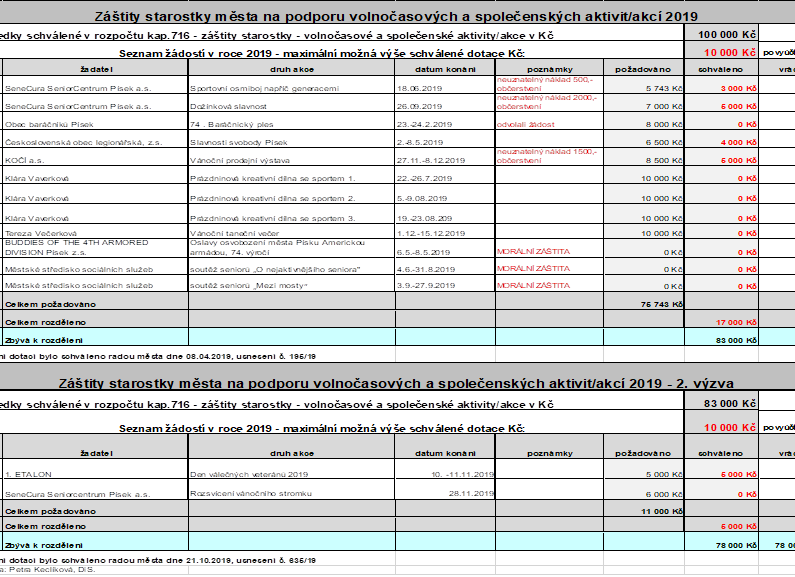 Záštity starostky města na podporu volnočasových a společenských aktivit/akcí 2019
edky schválené v rozpočtu kap.716 - záštity starostky - volnočasové a společenské aktivity/akce v Kč 100 000 Kč
Seznam žádostí v roce 2019 - maximální možná výše schválené dotace Kč: 10 000 Kč po vyúčt
žadatel druh akce datum konání poznámky požadováno schváleno vrác
SeneCura SeniorCentrum Písek a.s. Sportovní osmiboj napříč generacemi 18.06.2019 neuznatelný náklad 500,- občerstvení 5 743 Kč 3 000 Kč
SeneCura SeniorCentrum Písek a.s. Dožínková slavnost 26.09.2019 neuznatelný náklad 2000,- občerstvení 7 000 Kč 5 000 Kč
Obec baráčníků Písek 74 . Baráčnický ples 23.-24.2.2019 odvolali žádost 8 000 Kč 0 Kč
Československá obec legionářská, z.s. Slavnosti svobody Písek 2.-8.5.2019 6 500 Kč 4 000 Kč
KOČÍ a.s. Vánoční prodejní výstava 27.11.-8.12.2019 neuznatelný náklad 1500,- občerstvení 8 500 Kč 5 000 Kč
Klára Vaverková Prázdninové kreativní dílna se sportem 1. 22.-26.7.2019 10 000 Kč 0 Kč
Klára Vaverková Prázdninové kreativní dílna se sportem 2. 5.-9.08.2019 10 000 Kč 0 Kč
Klára Vaverková Prázdninové kreativní dílna se sportem 3. 19.-23.08.209 10 000 Kč 0 Kč
Tereza Večerková Vánoční taneční večer 1.12.-15.12.2019 10 000 Kč 0 Kč
BUDDIES OF THE 4TH ARMORED DIVISION Písek z.s. Oslavy osvobození města Písku Americkou armádou, 74. výročí 6.5.-8.5.2019 MORÁLNÍ ZÁŠTITA 0 Kč 0 Kč
Městské středisko sociálních služeb soutěž seniorů „O nejaktivnějšího seniora" 4.6.-31.8.2019 MORÁLNÍ ZÁŠTITA 0 Kč 0 Kč
Městské středisko sociálních služeb soutěž seniorů „Mezi mosty" 3.9.-27.9.2019 MORÁLNÍ ZÁŠTITA 0 Kč 0 Kč
Celkem požadováno 75 743 Kč
Celkem rozděleno 17 000 Kč
Zbývá k rozdělení 83 000 Kč
ní dotací bylo schváleno radou města dne 08.04.2019, usnesení č. 195/19
Záštity starostky města na podporu volnočasových a společenských aktivit/akcí 2019 - 2. výzva
edky schválené v rozpočtu kap.716 - záštity starostky - volnočasové a společenské aktivity/akce v Kč 83 000 Kč
Seznam žádostí v roce 2019 - maximální možná výše schválené dotace Kč: 10 000 Kč po vyúčt
žadatel druh akce datum konání poznámky požadováno schváleno vrác
1. ETALON Den válečných veteránů 2019 10. -11.11.2019 5 000 Kč 5 000 Kč
SeneCura Seniorcentrum Písek a.s. Rozsvícení vánočního stromku 28.11.2019 6 000 Kč 0 Kč
Celkem požadováno 11 000 Kč
Celkem rozděleno 5 000 Kč
Zbývá k rozdělení 78 000 Kč 78 00
ní dotací bylo schváleno radou města dne 21.10.2019, usnesení č. 635/19
a: Petra Keclíková, DiS.